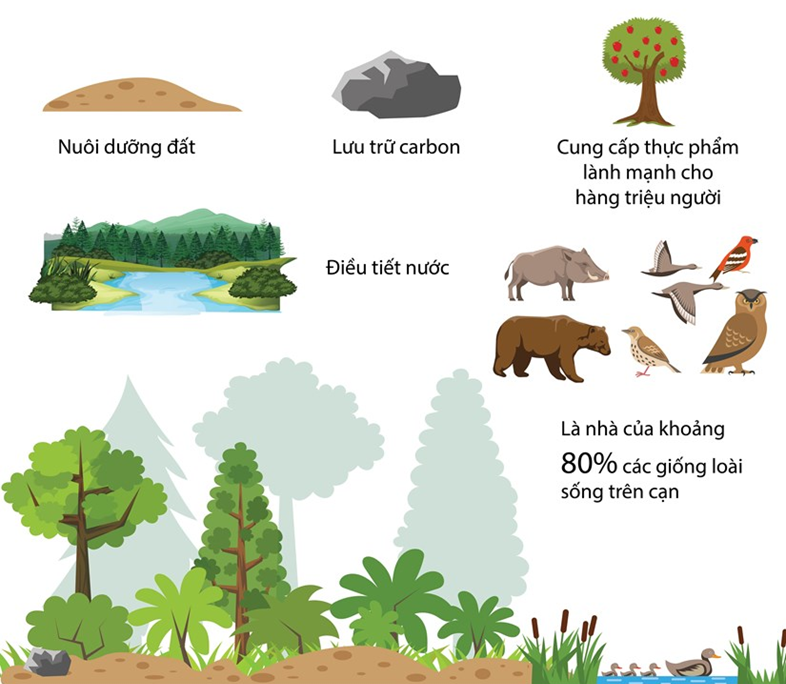 Nuôi dưỡng đất
Lưu trữ carbon
Cung cấp thực phẩm
lành mạnh cho
hàng triệu người
Điều tiết nước
Là nhà của khoảng
80% các giống loài
sống trên cạn